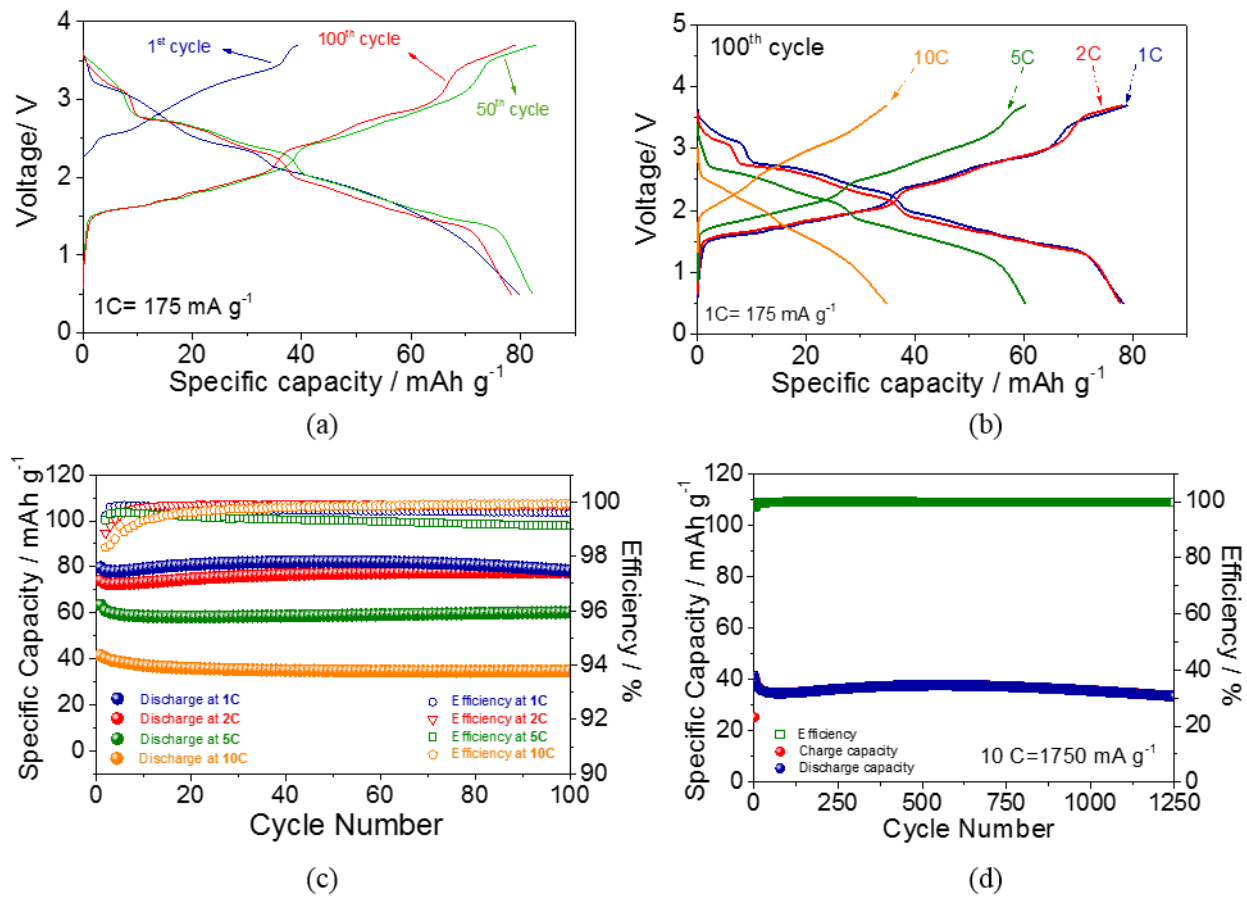 4
3
2
1
0
Voltage/ V
1st cycle
100th cycle
50th cycle
1C= 175 mA g-1
0 20 40 60 80
Specific capacity / mAh g-1
(a)
5
4
3
2
1
0
Voltage/ V
100th cycle
10C
5C
2C
1C
1C= 175 mA g-1
0 20 40 60 80
Specific capacity / mAh g-1
(b)
120
100
80
60
40
20
0
Specific Capacity / mAh g-1
Discharge at 1C
Discharge at 2C
Discharge at 5C
Discharge at 10C
Efficiency at 1C
Efficiency at 2C
Efficiency at 5C
Efficiency at 10C
100
98
96
94
92
90
Efficiency / %
0 20 40 60 80 100
Cycle Number
(c)
120
110
100
90
80
70
60
50
40
30
20
10
0
Specific Capacity / mAh g-1
Efficiency
Charge capacity
Discharge capacity
10 C=1750 mA g-1
100
80
60
40
20
0
Efficiency / %
0 250 500 750 1000 1250
Cycle Number
(d)